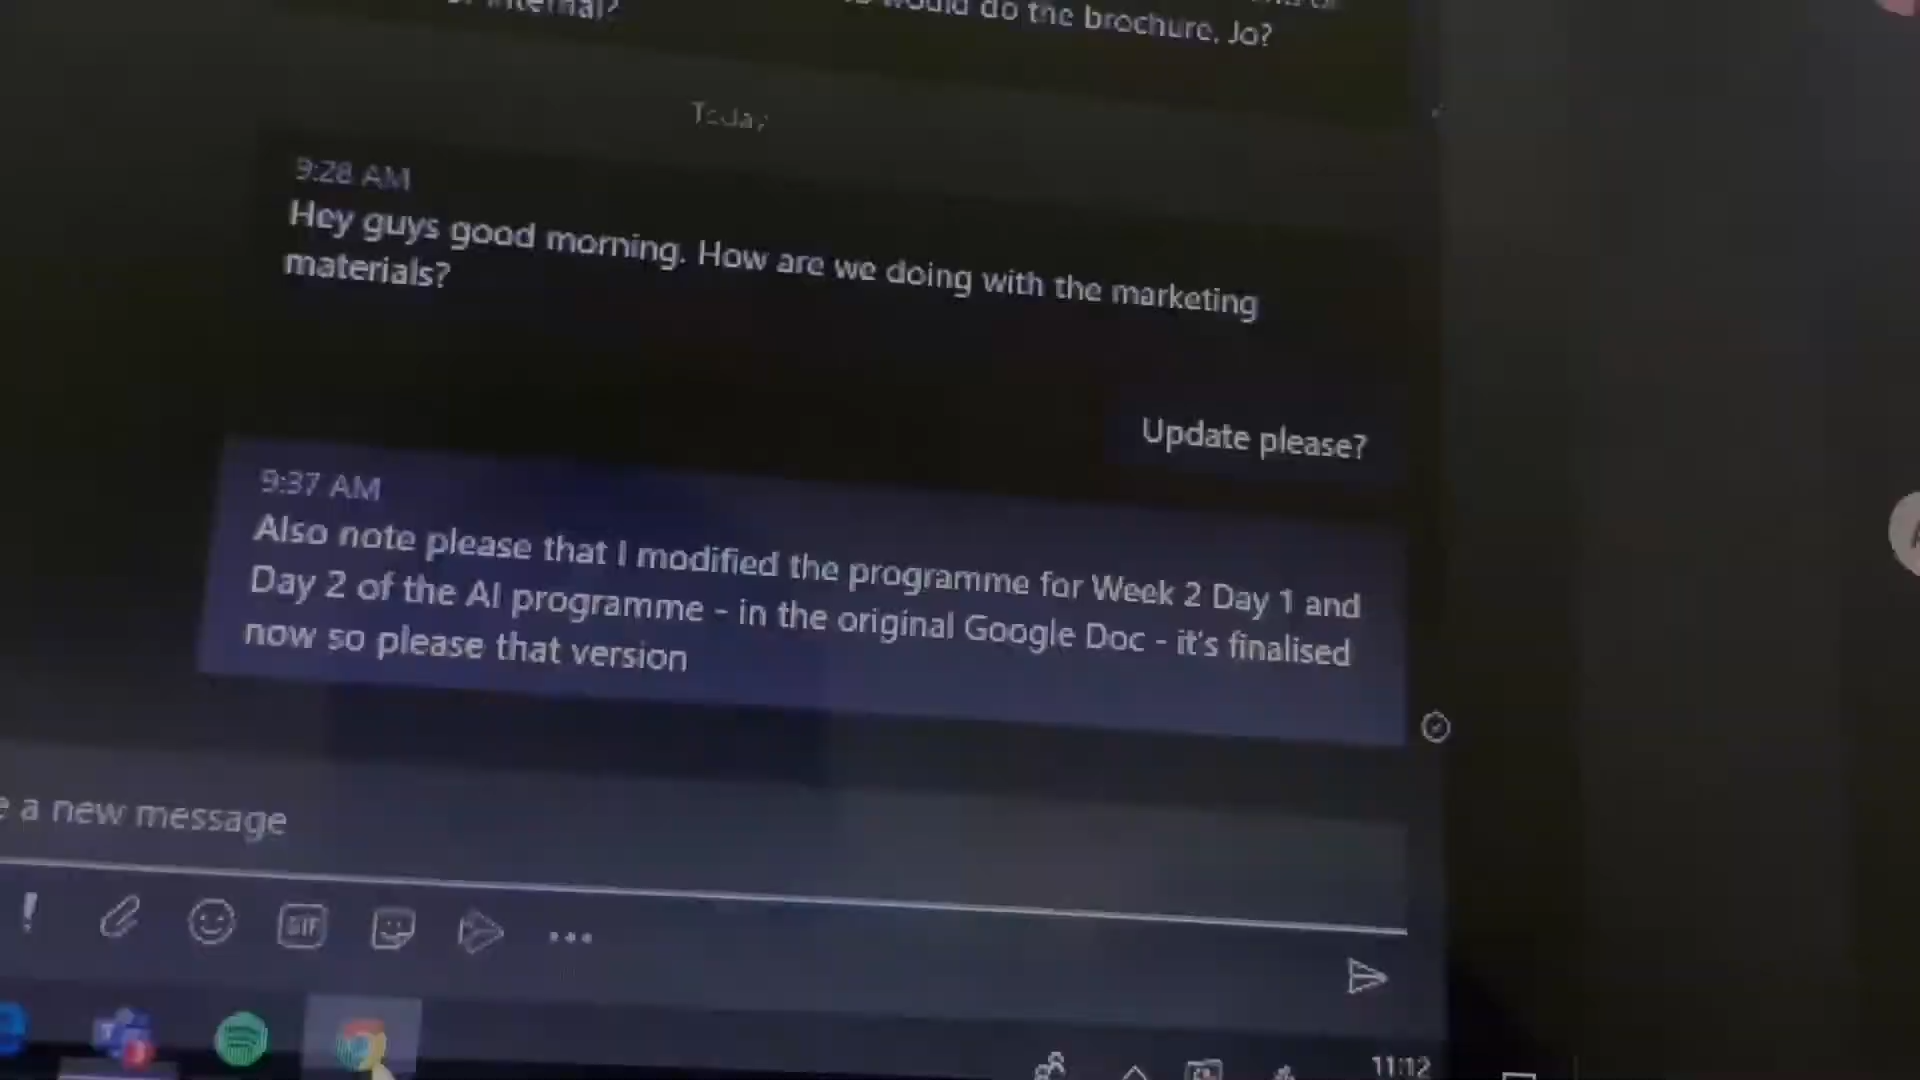 internal?
would do the brochure, Jo?
Today
9:28 AM
Hey guys good morning. How are we doing with the marketing
materials?
Update please?
9:37 AM
Also note please that I modified the programme for Week 2 Day 1 and
Day 2 of the AI programme - in the original Google Doc - it's finalised
now so please that version
a new message
GIF
11:12